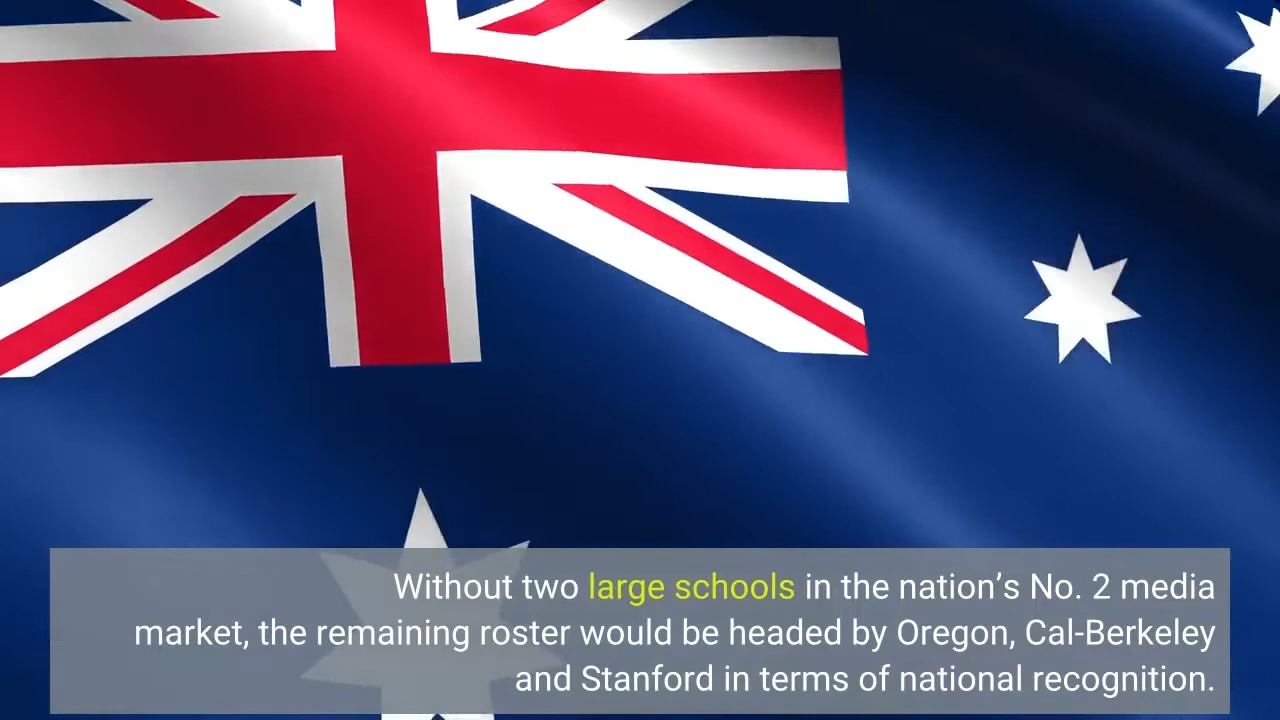 Without two large schools in the nation’s No. 2 media
market, the remaining roster would be headed by Oregon, Cal-Berkeley
and Stanford in terms of national recognition.